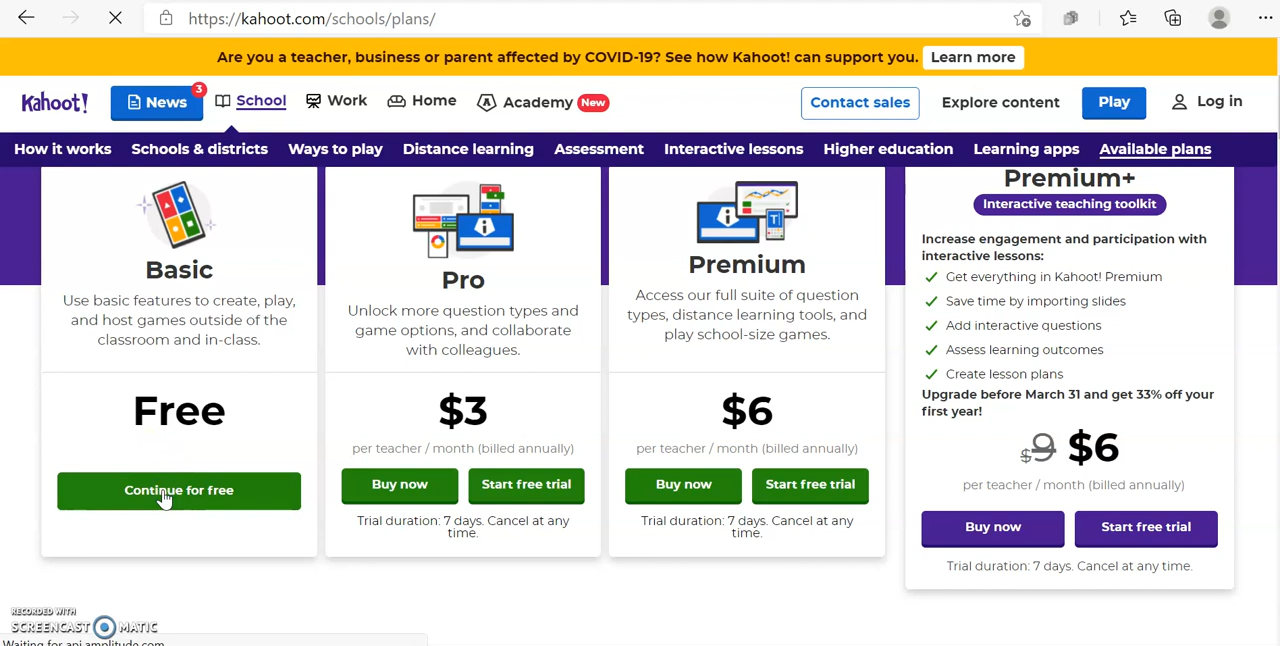 https://kahoot.com/schools/plans/
Are you a teacher, business or parent affected by COVID-19? See how Kahoot! can support you. Learn more
Kahoot! News 3 School Work Home Academy New Contact sales Explore content Play Log in
How it works Schools & districts Ways to play Distance learning Assessment Interactive lessons Higher education Learning apps Available plans
Basic
Use basic features to create, play,
and host games outside of the
classroom and in-class.
Free
Continue for free
Pro
Unlock more question types and
game options, and collaborate
with colleagues.
$3
per teacher / month (billed annually)
Buy now Start free trial
Trial duration: 7 days. Cancel at any
time.
Premium
Access our full suite of question
types, distance learning tools, and
play school-size games.
$6
per teacher / month (billed annually)
Buy now Start free trial
Trial duration: 7 days. Cancel at any
time.
Premium+
Interactive teaching toolkit
Increase engagement and participation with
interactive lessons:
Get everything in Kahoot! Premium
Save time by importing slides
Add interactive questions
Assess learning outcomes
Create lesson plans
Upgrade before March 31 and get 33% off your
first year!
$9 $6
per teacher / month (billed annually)
Buy now Start free trial
Trial duration: 7 days. Cancel at any time.
RECORDED WITH
SCREENCAST MATIC
Waiting for api.amplitude.com